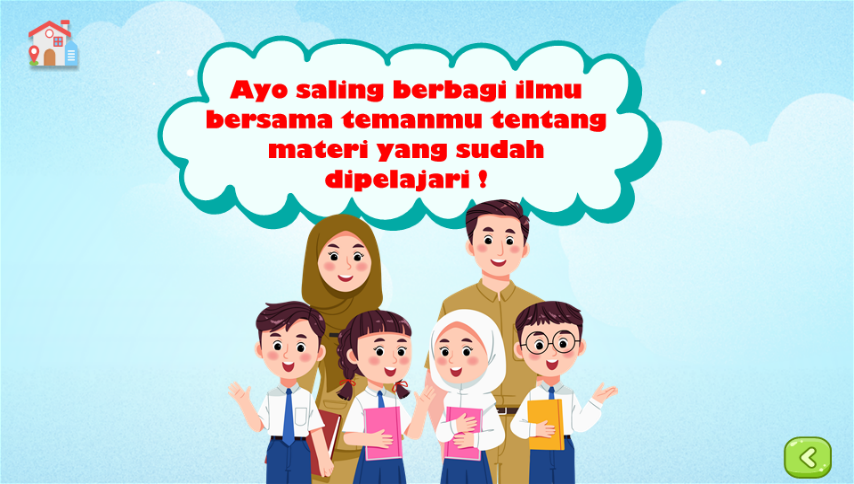 Ayo saling berbagi ilmu
bersama temanmu tentang
materi yang sudah
dipelajari !